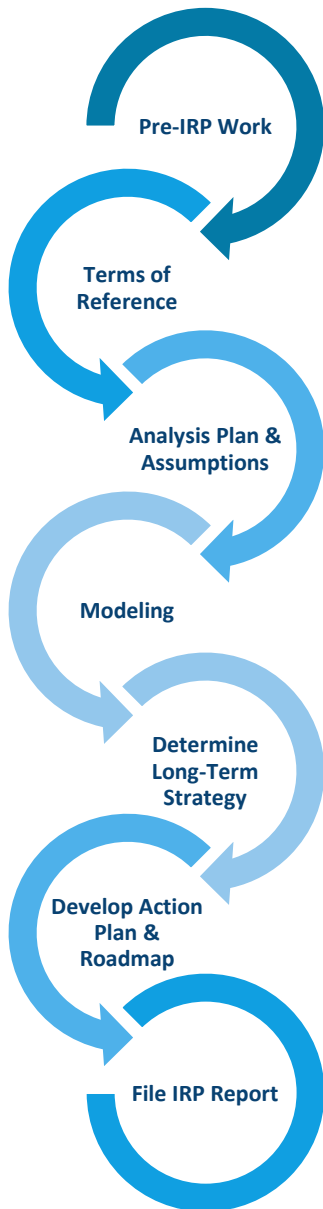 Pre-IRP Work
Terms of
Reference
Analysis Plan &
Assumptions
Modeling
Determine
Long-Term
Strategy
Develop Action
Plan &
Roadmap
File IRP Report